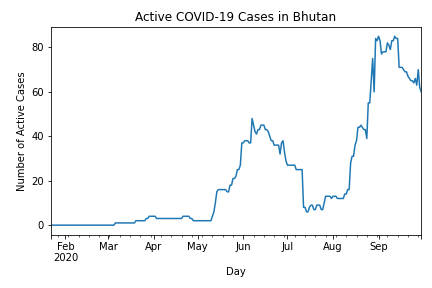 Active COVID-19 Cases in Bhutan
Number of Active Cases
80
60
40
20
0
Feb Mar Apr May Jun Jul Aug Sep
2020
Day